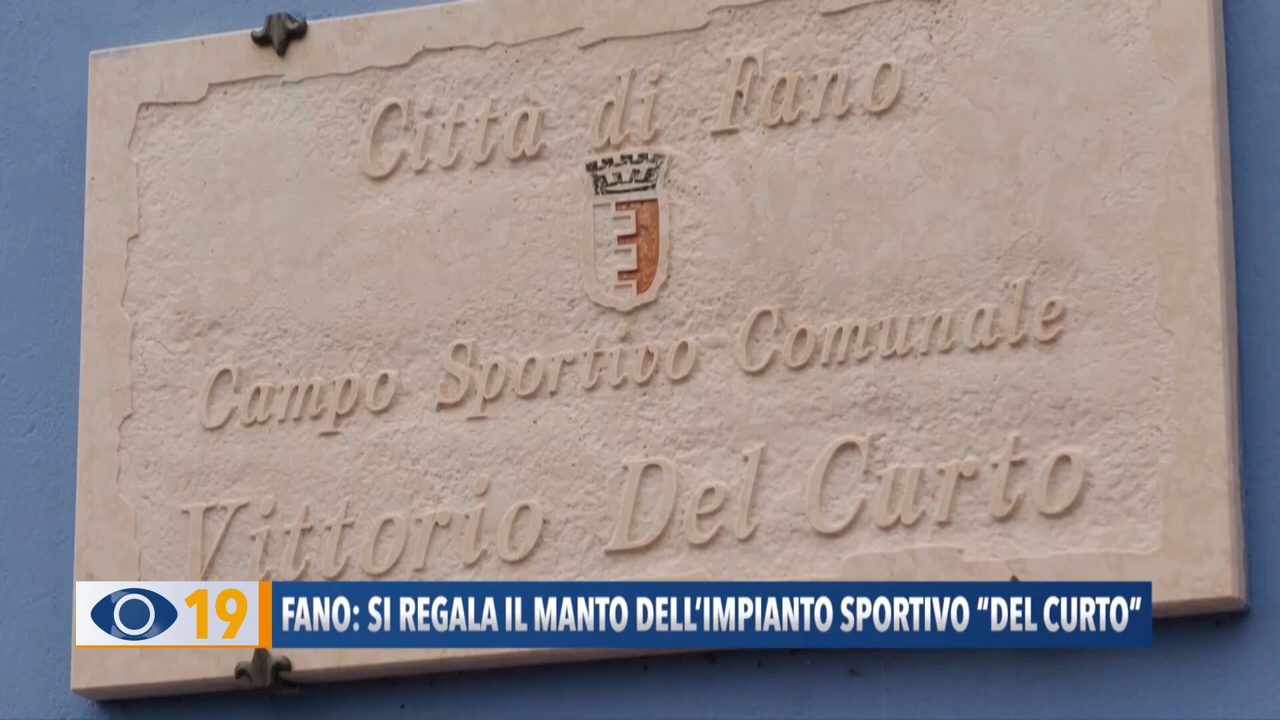 Città di Fano
Campo Sportivo Comunale
Vittorio Del Curto
19
FANO: SI REGALA IL MANTO DELL’IMPIANTO SPORTIVO “DEL CURTO”